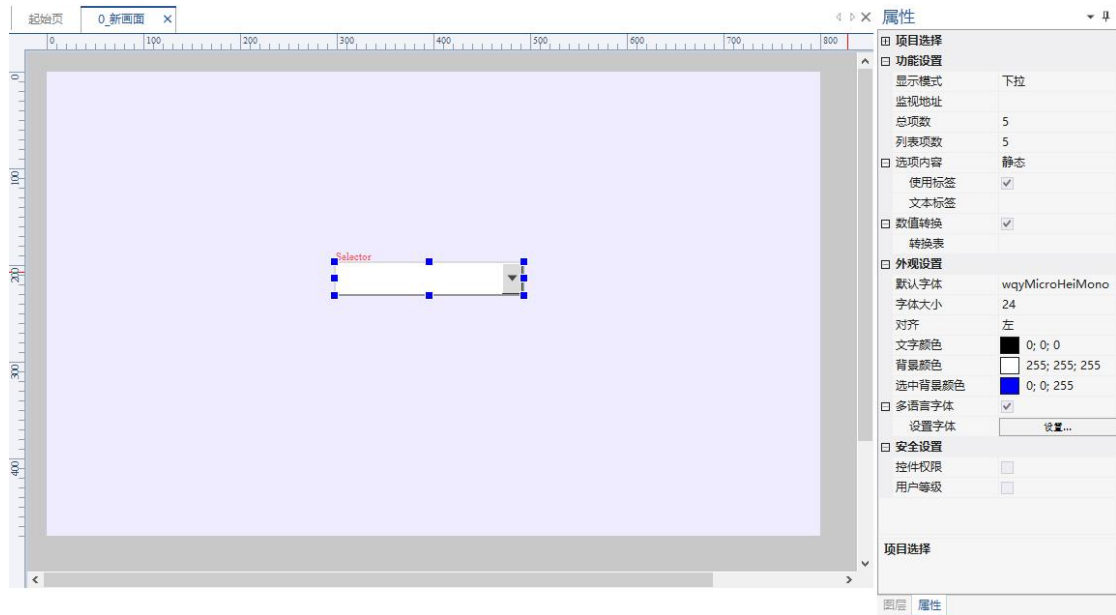 起始页
0_新画面
属性
0 100 200 300 400 500 600 700 800
0
100
200
300
400
Selector
项目选择
功能设置
显示模式 下拉
监视地址
总项数 5
列表项数 5
选项内容 静态
使用标签
文本标签
数值转换
转换表
外观设置
默认字体 wqyMicroHeiMono
字体大小 24
对齐 左
文字颜色 0; 0; 0
背景颜色 255; 255; 255
选中背景颜色 0; 0; 255
多语言字体
设置字体 设置...
安全设置
控件权限
用户等级
项目选择
图层 属性